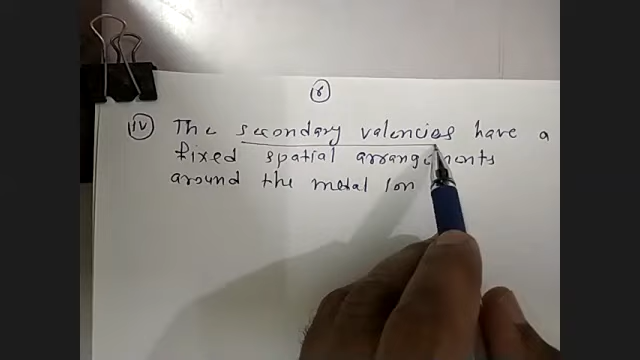 8
iv) The secondary valencies have a
fixed spatial arrangements
around the metal Ion